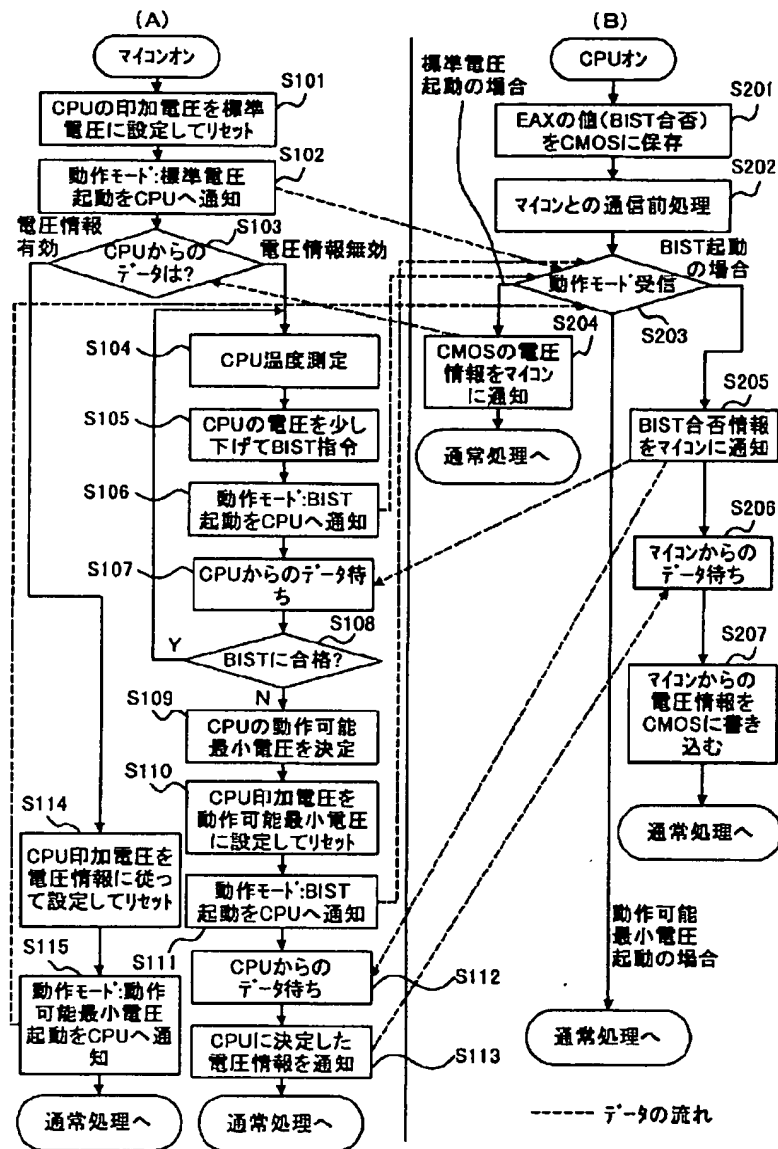 (A)
マイコンオン
S101
CPUの印加電圧を標準
電圧に設定してリセット
S102
動作モード:標準電圧
起動をCPUへ通知
電圧情報
有効
S103
CPUからの
データは?
電圧情報無効
S104
CPU温度測定
S105
CPUの電圧を少し
下げてBIST指令
S106
動作モード:BIST
起動をCPUへ通知
S107
CPUからのデータ待
ち
S108
Y
BISTに合格?
N
S109
CPUの動作可能
最小電圧を決定
S110
CPU印加電圧を
動作可能最小電圧
に設定してリセット
動作モード:BIST
起動をCPUへ通知
S111
CPUからの
データ待ち
S112
CPUに決定した
電圧情報を通知
S113
通常処理へ
S114
CPU印加電圧を
電圧情報に従っ
て設定してリセット
S115
動作モード:動作
可能最小電圧
起動をCPUへ通
知
通常処理へ
(B)
CPUオン
標準電圧
起動の場合
S201
EAXの値(BIST合否)
をCMOSに保存
S202
マイコンとの通信前処理
BIST起動
の場合
動作モード受信
S203
S204
CMOSの電圧
情報をマイコン
に通知
通常処理へ
S205
BIST合否情報
をマイコンに通知
S206
マイコンからの
データ待ち
S207
マイコンからの
電圧情報を
CMOSに書き
込む
通常処理へ
動作可能
最小電圧
起動の場合
通常処理へ
データの流れ